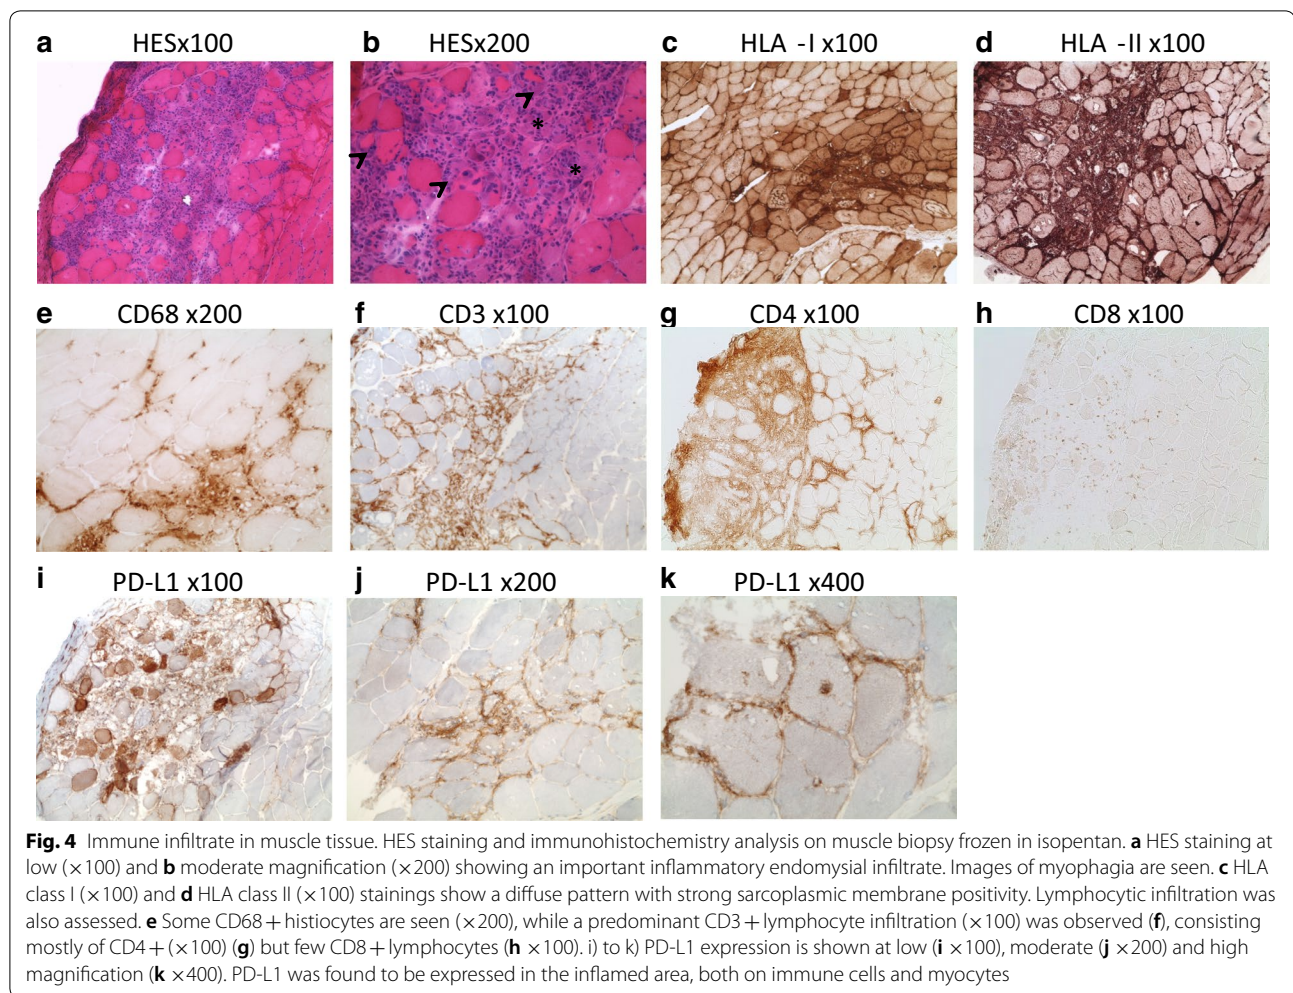 a HESx100
b HESx200
c HLA -I x100
d HLA -II x100
e CD68 x200
f CD3 x100
g CD4 x100
h CD8 x100
i PD-L1 x100
j PD-L1 x200
k PD-L1 x400
Fig. 4 Immune infiltrate in muscle tissue. HES staining and immunohistochemistry analysis on muscle biopsy frozen in isopentan. a HES staining at
low (×100) and b moderate magnification (×200) showing an important inflammatory endomysial infiltrate. Images of myophagia are seen. c HLA
class I (×100) and d HLA class II (×100) stainings show a diffuse pattern with strong sarcoplasmic membrane positivity. Lymphocytic infiltration was
also assessed. e Some CD68+histiocytes are seen (×200), while a predominant CD3+lymphocyte infiltration (×100) was observed (f), consisting
mostly of CD4+(×100) (g) but few CD8+lymphocytes (h ×100). i) to k) PD-L1 expression is shown at low (i ×100), moderate (j ×200) and high
magnification (k ×400). PD-L1 was found to be expressed in the inflamed area, both on immune cells and myocytes